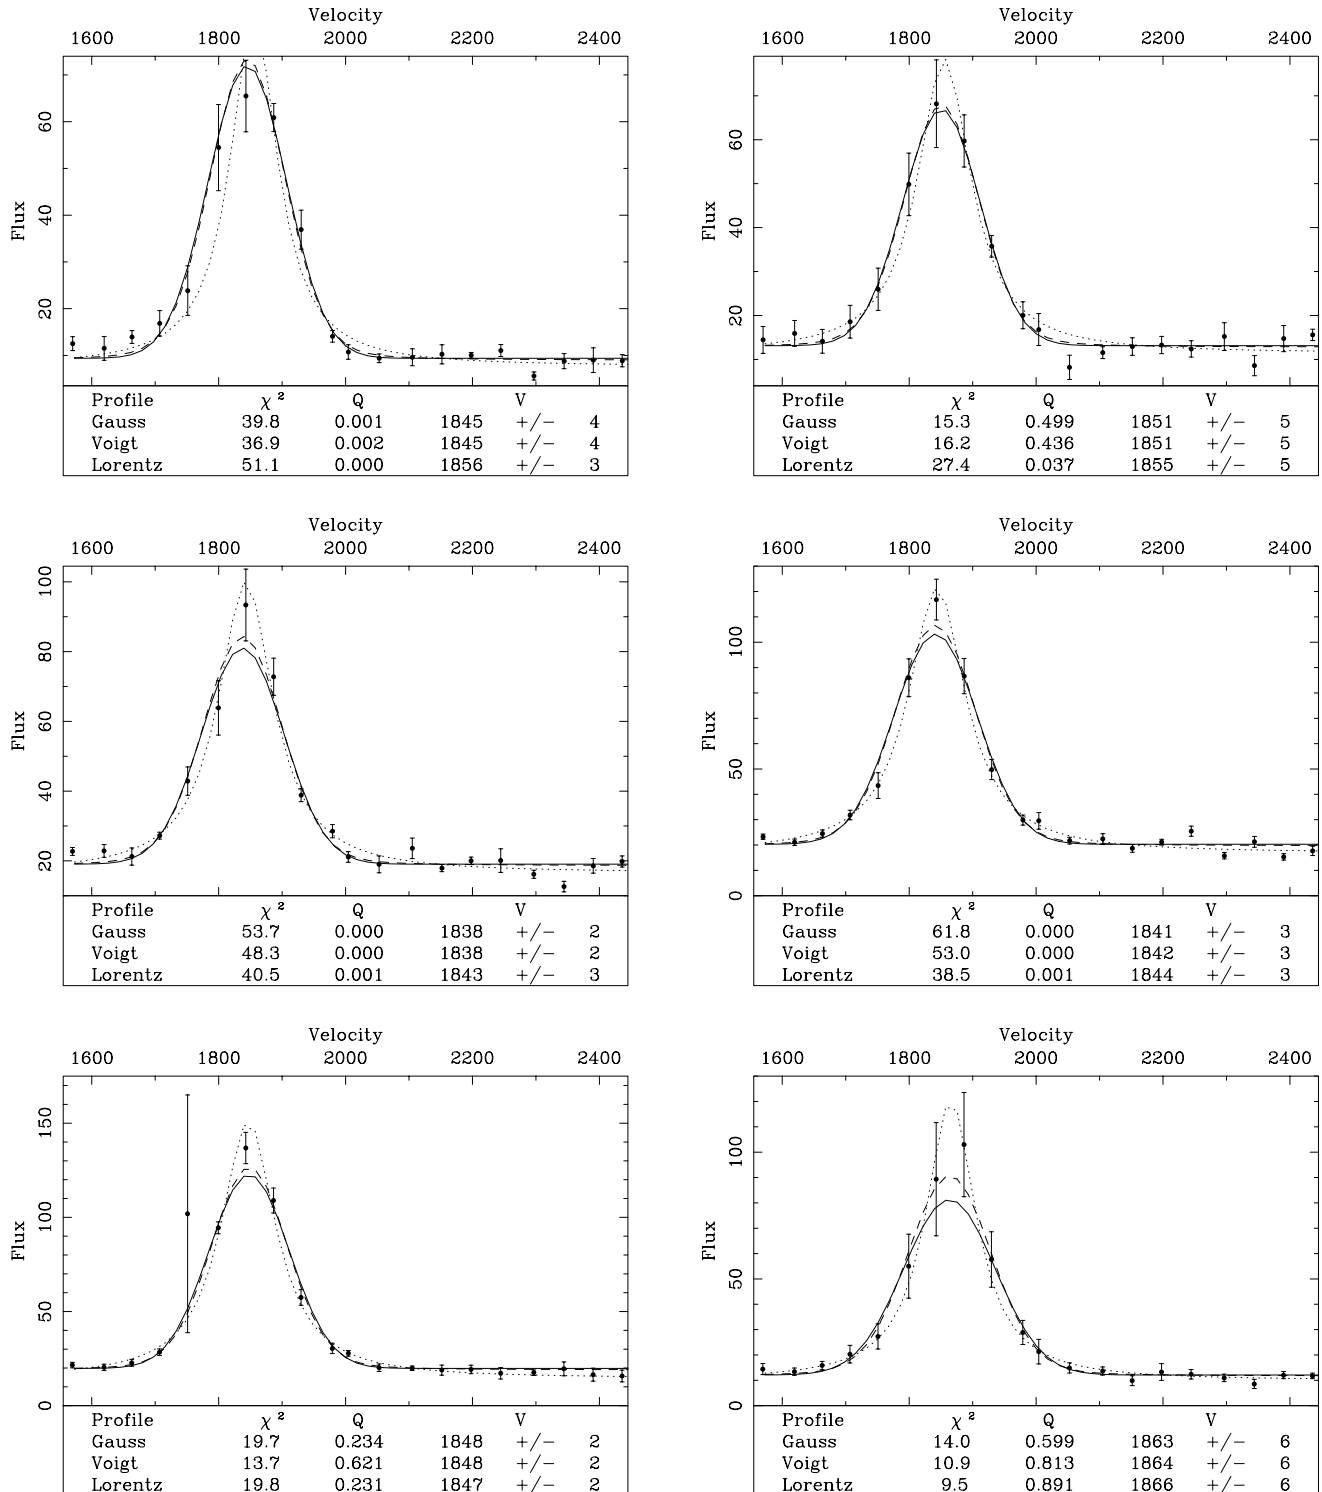 Velocity
1600 1800 2000 2200 2400
Flux
60
40
20
Profile χ² Q V
Gauss 39.8 0.001 1845 +/− 4
Voigt 36.9 0.002 1845 +/− 4
Lorentz 51.1 0.000 1856 +/− 3
Velocity
1600 1800 2000 2200 2400
Flux
60
40
20
Profile χ² Q V
Gauss 15.3 0.499 1851 +/− 5
Voigt 16.2 0.436 1851 +/− 5
Lorentz 27.4 0.037 1855 +/− 5
Velocity
1600 1800 2000 2200 2400
Flux
100
80
60
40
20
Profile χ² Q V
Gauss 53.7 0.000 1838 +/− 2
Voigt 48.3 0.000 1838 +/− 2
Lorentz 40.5 0.001 1843 +/− 3
Velocity
1600 1800 2000 2200 2400
Flux
100
50
0
Profile χ² Q V
Gauss 61.8 0.000 1841 +/− 3
Voigt 53.0 0.000 1842 +/− 3
Lorentz 38.5 0.001 1844 +/− 3
Velocity
1600 1800 2000 2200 2400
Flux
150
100
50
0
Profile χ² Q V
Gauss 19.7 0.234 1848 +/− 2
Voigt 13.7 0.621 1848 +/− 2
Lorentz 19.8 0.231 1847 +/− 2
Velocity
1600 1800 2000 2200 2400
Flux
100
50
0
Profile χ² Q V
Gauss 14.0 0.599 1863 +/− 6
Voigt 10.9 0.813 1864 +/− 6
Lorentz 9.5 0.891 1866 +/− 6